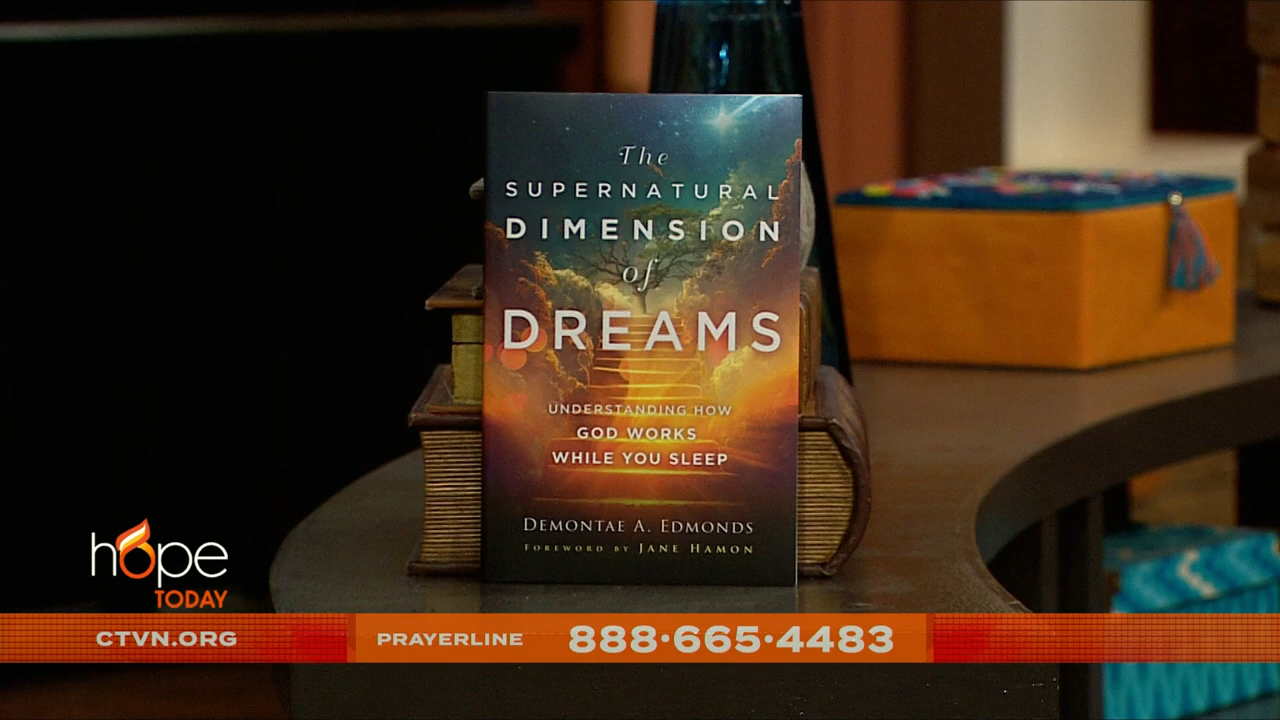 The
SUPERNATURAL
DIMENSION
of
DREAMS
UNDERSTANDING HOW
GOD WORKS
WHILE YOU SLEEP
DEMONTAE A. EDMONDS
FOREWORD BY JANE HAMON
hope
TODAY
CTVN.ORG PRAYERLINE 888·665·4483